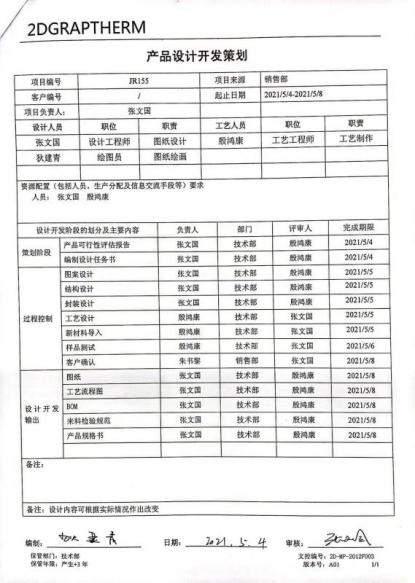 2DGRAPTHERM
产品设计开发策划
项目编号 JR155 项目来源 销售部
客户编号 / 起止日期 2021/5/4-2021/5/8
项目负责人: 张文国
设计人员 职位 职责 工艺人员 职位 职责
张文国 设计工程师 图纸设计 殷鸿康 工艺工程师 工艺制作
狄建青 绘图员 图纸绘画
资源配置（包括人员、生产分配及信息交流手段等）要求
人员: 张文国 殷鸿康
设计开发阶段的划分及主要内容 负责人 部门 评审人 完成期限
策划阶段 产品可行性评估报告 张文国 技术部 殷鸿康 2021/5/4
编制设计任务书 张文国 技术部 殷鸿康 2021/5/4
过程控制 图案设计 张文国 技术部 殷鸿康 2021/5/5
结构设计 张文国 技术部 殷鸿康 2021/5/5
封装设计 张文国 技术部 殷鸿康 2021/5/5
工艺设计 殷鸿康 技术部 张文国 2021/5/5
新材料导入 殷鸿康 技术部 张文国 2021/5/5
样品测试 殷鸿康 技术部 张文国 2021/5/6
客户确认 朱书黎 销售部 张文国 2021/5/8
设计开发输出 图纸 张文国 技术部 殷鸿康 2021/5/8
工艺流程图 张文国 技术部 殷鸿康 2021/5/8
BOM 张文国 技术部 殷鸿康 2021/5/8
来料检验规范 张文国 技术部 殷鸿康 2021/5/8
产品规格书 张文国 技术部 殷鸿康 2021/5/8
备注:
备注: 设计内容可根据实际情况作出改变
编制: 日期: 2021.5.4 审核:
保管部门: 技术部 文控编号: 2D-WP-2012F003
保管年限: 产生+3年 版本号: A01 1/1